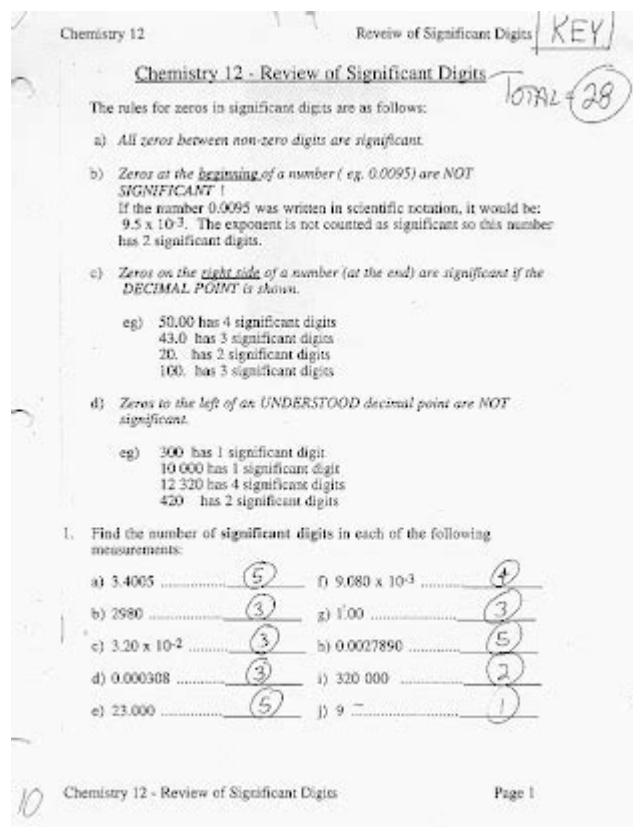 Chemistry 12 Reveiw of Significant Digits KEY
Chemistry 12 - Review of Significant Digits TOTAL = 28
The rules for zeros in significant digits are as follows:
a) All zeros between non-zero digits are significant.
b) Zeros at the beginning of a number ( eg. 0.0095) are NOT
SIGNIFICANT !
If the number 0.0095 was written in scientific notation, it would be:
9.5 x 10-3. The exponent is not counted as significant so this number
has 2 significant digits.
c) Zeros on the right side of a number (at the end) are significant if the
DECIMAL POINT is shown.
eg) 50.00 has 4 significant digits
43.0 has 3 significant digits
20. has 2 significant digits
100. has 3 significant digits
d) Zeros to the left of an UNDERSTOOD decimal point are NOT
significant.
eg) 300 has 1 significant digit
10 000 has 1 significant digit
12 320 has 4 significant digits
420 has 2 significant digits
1. Find the number of significant digits in each of the following
measurements:
a) 3.4005 .............. 5 f) 9.080 x 10-3 .......... 4
b) 2980 ................. 3 g) 1.00 ..................... 3
c) 3.20 x 10-2 ......... 3 h) 0.0027890 ............ 5
d) 0.000308 ........... 3 i) 320 000 ............... 2
e) 23.000 .............. 5 j) 9 ......................... 1
10 Chemistry 12 - Review of Significant Digits Page 1